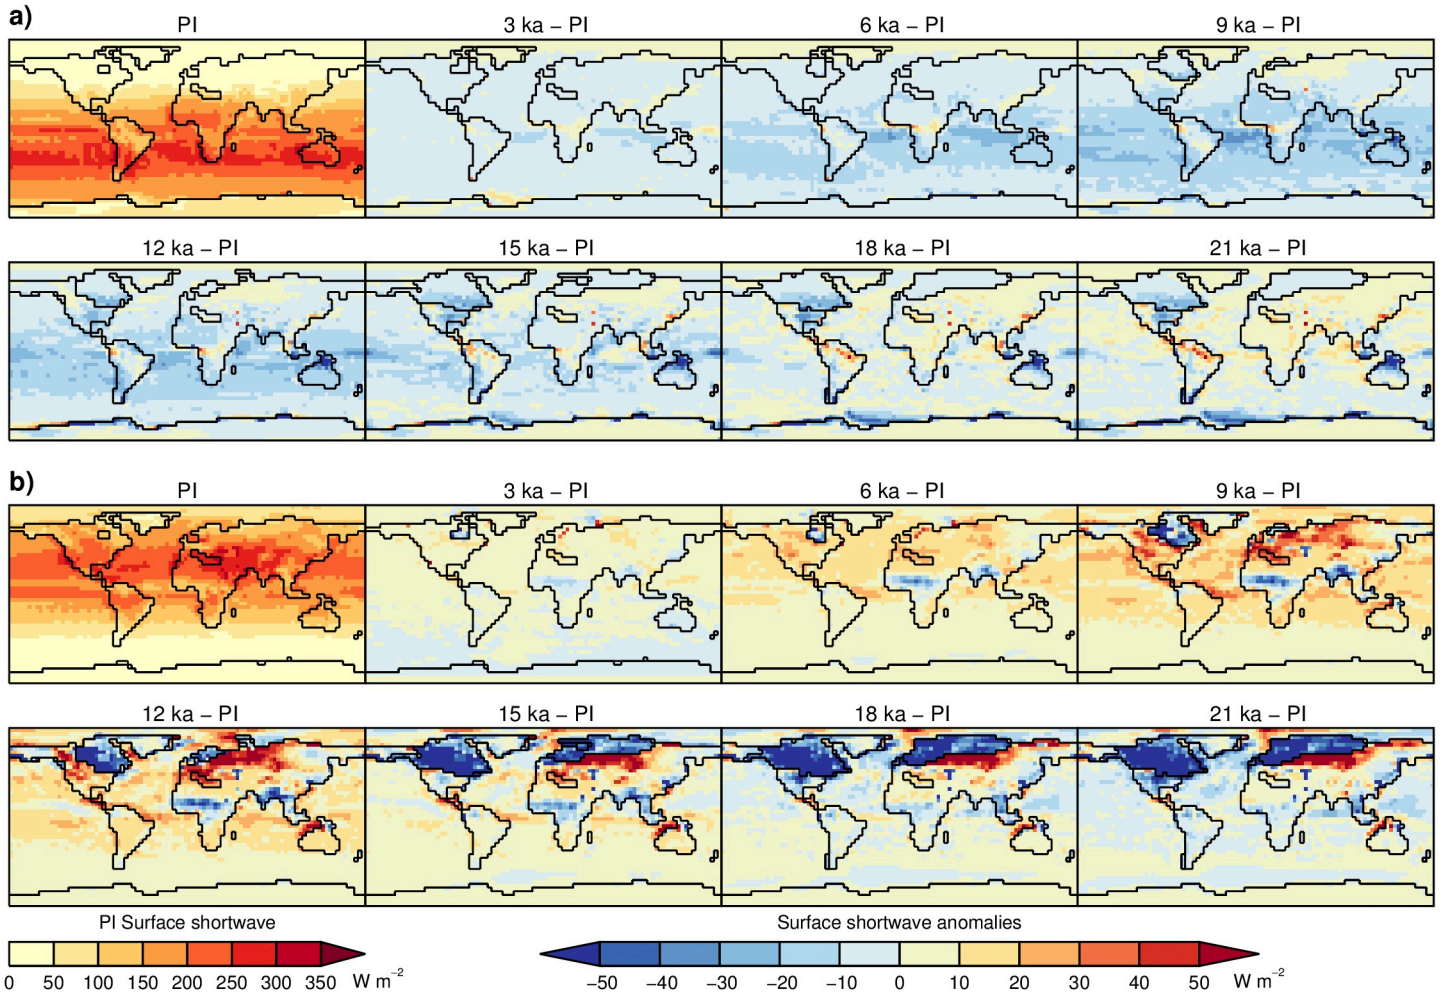 a)
PI
3 ka − PI
6 ka − PI
9 ka − PI
12 ka − PI
15 ka − PI
18 ka − PI
21 ka − PI
b)
PI
3 ka − PI
6 ka − PI
9 ka − PI
12 ka − PI
15 ka − PI
18 ka − PI
21 ka − PI
PI Surface shortwave
Surface shortwave anomalies
0 50 100 150 200 250 300 350 W m⁻²
−50 −40 −30 −20 −10 0 10 20 30 40 50 W m⁻²